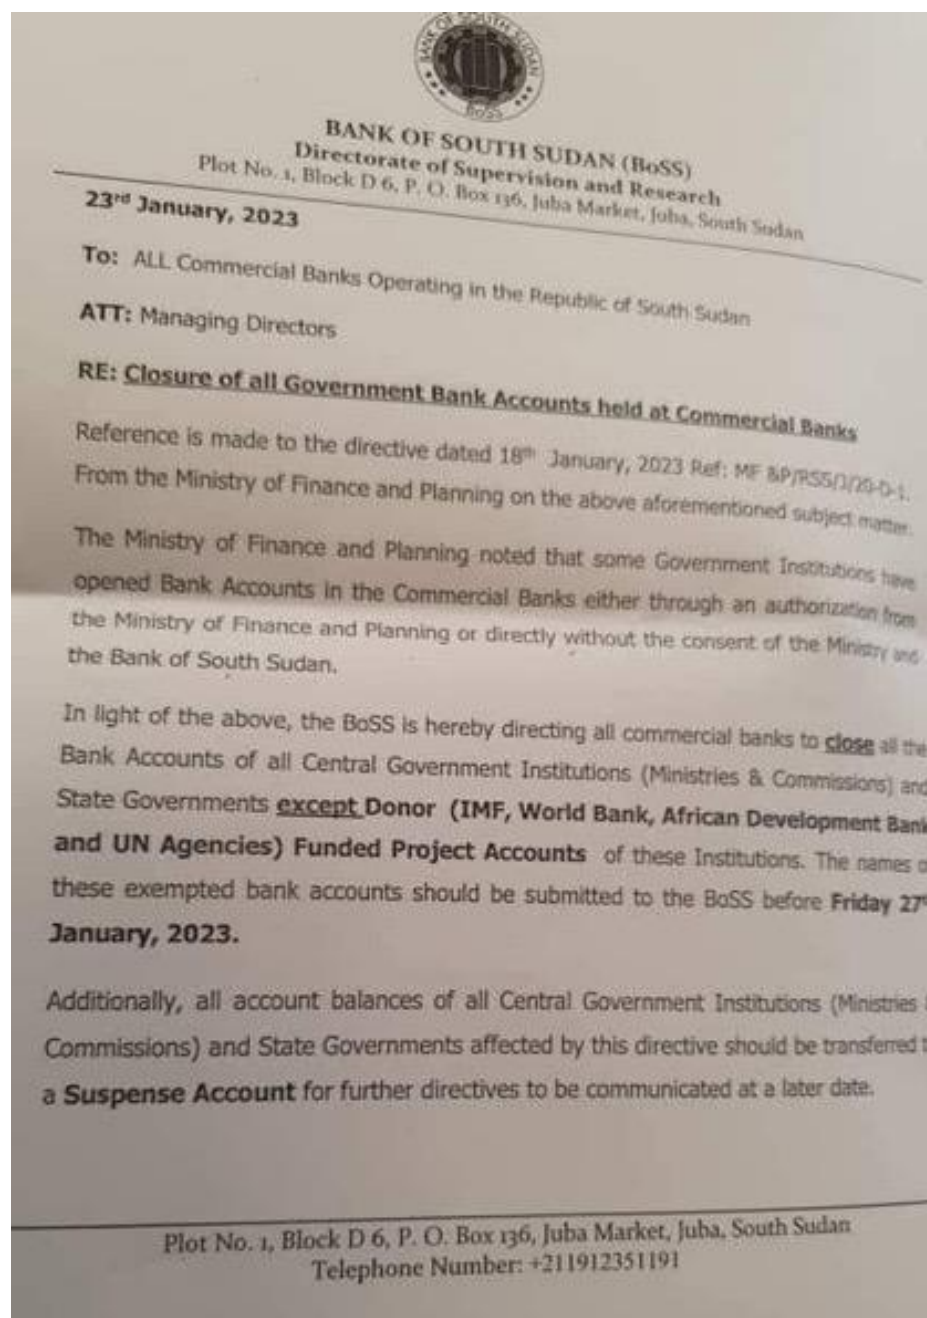 BANK OF SOUTH SUDAN
BoSS
BANK OF SOUTH SUDAN (BoSS)
Directorate of Supervision and Research
Plot No. 1, Block D 6, P. O. Box 136, Juba Market, Juba, South Sudan
23rd January, 2023
To: ALL Commercial Banks Operating in the Republic of South Sudan
ATT: Managing Directors
RE: Closure of all Government Bank Accounts held at Commercial Banks
Reference is made to the directive dated 18th January, 2023 Ref: MF &P/RSS/J/20-D-1.
From the Ministry of Finance and Planning on the above aforementioned subject matter.
The Ministry of Finance and Planning noted that some Government Institutions have
opened Bank Accounts in the Commercial Banks either through an authorization from
the Ministry of Finance and Planning or directly without the consent of the Ministry and
the Bank of South Sudan.
In light of the above, the BoSS is hereby directing all commercial banks to close all the
Bank Accounts of all Central Government Institutions (Ministries & Commissions) and
State Governments except Donor (IMF, World Bank, African Development Bank
and UN Agencies) Funded Project Accounts of these Institutions. The names o
these exempted bank accounts should be submitted to the BoSS before Friday 27th
January, 2023.
Additionally, all account balances of all Central Government Institutions (Ministries &
Commissions) and State Governments affected by this directive should be transferred t
a Suspense Account for further directives to be communicated at a later date.
Plot No. 1, Block D 6, P. O. Box 136, Juba Market, Juba, South Sudan
Telephone Number: +211912351191